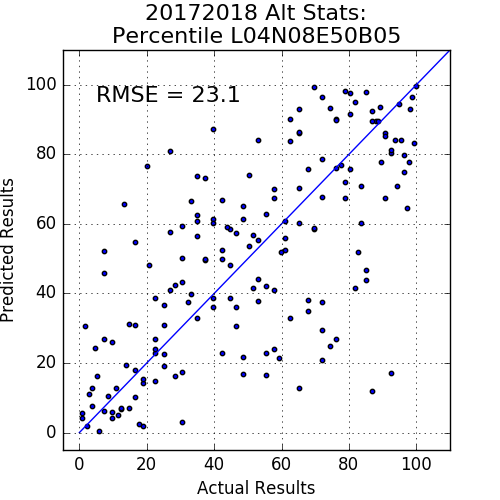 20172018 Alt Stats:
Percentile L04N08E50B05
RMSE = 23.1
Predicted Results
100
80
60
40
20
0
0 20 40 60 80 100
Actual Results